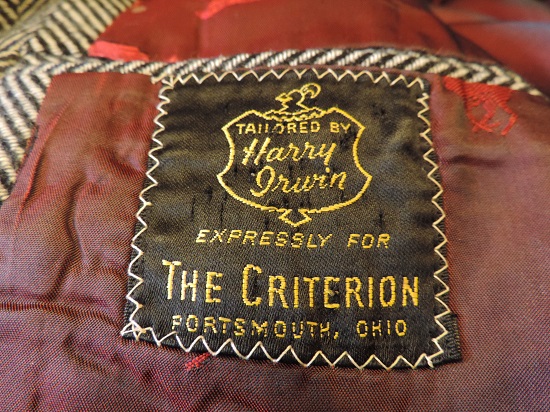 TAILORED BY
Harry
Irwin
EXPRESSLY FOR
THE CRITERION
PORTSMOUTH, OHIO